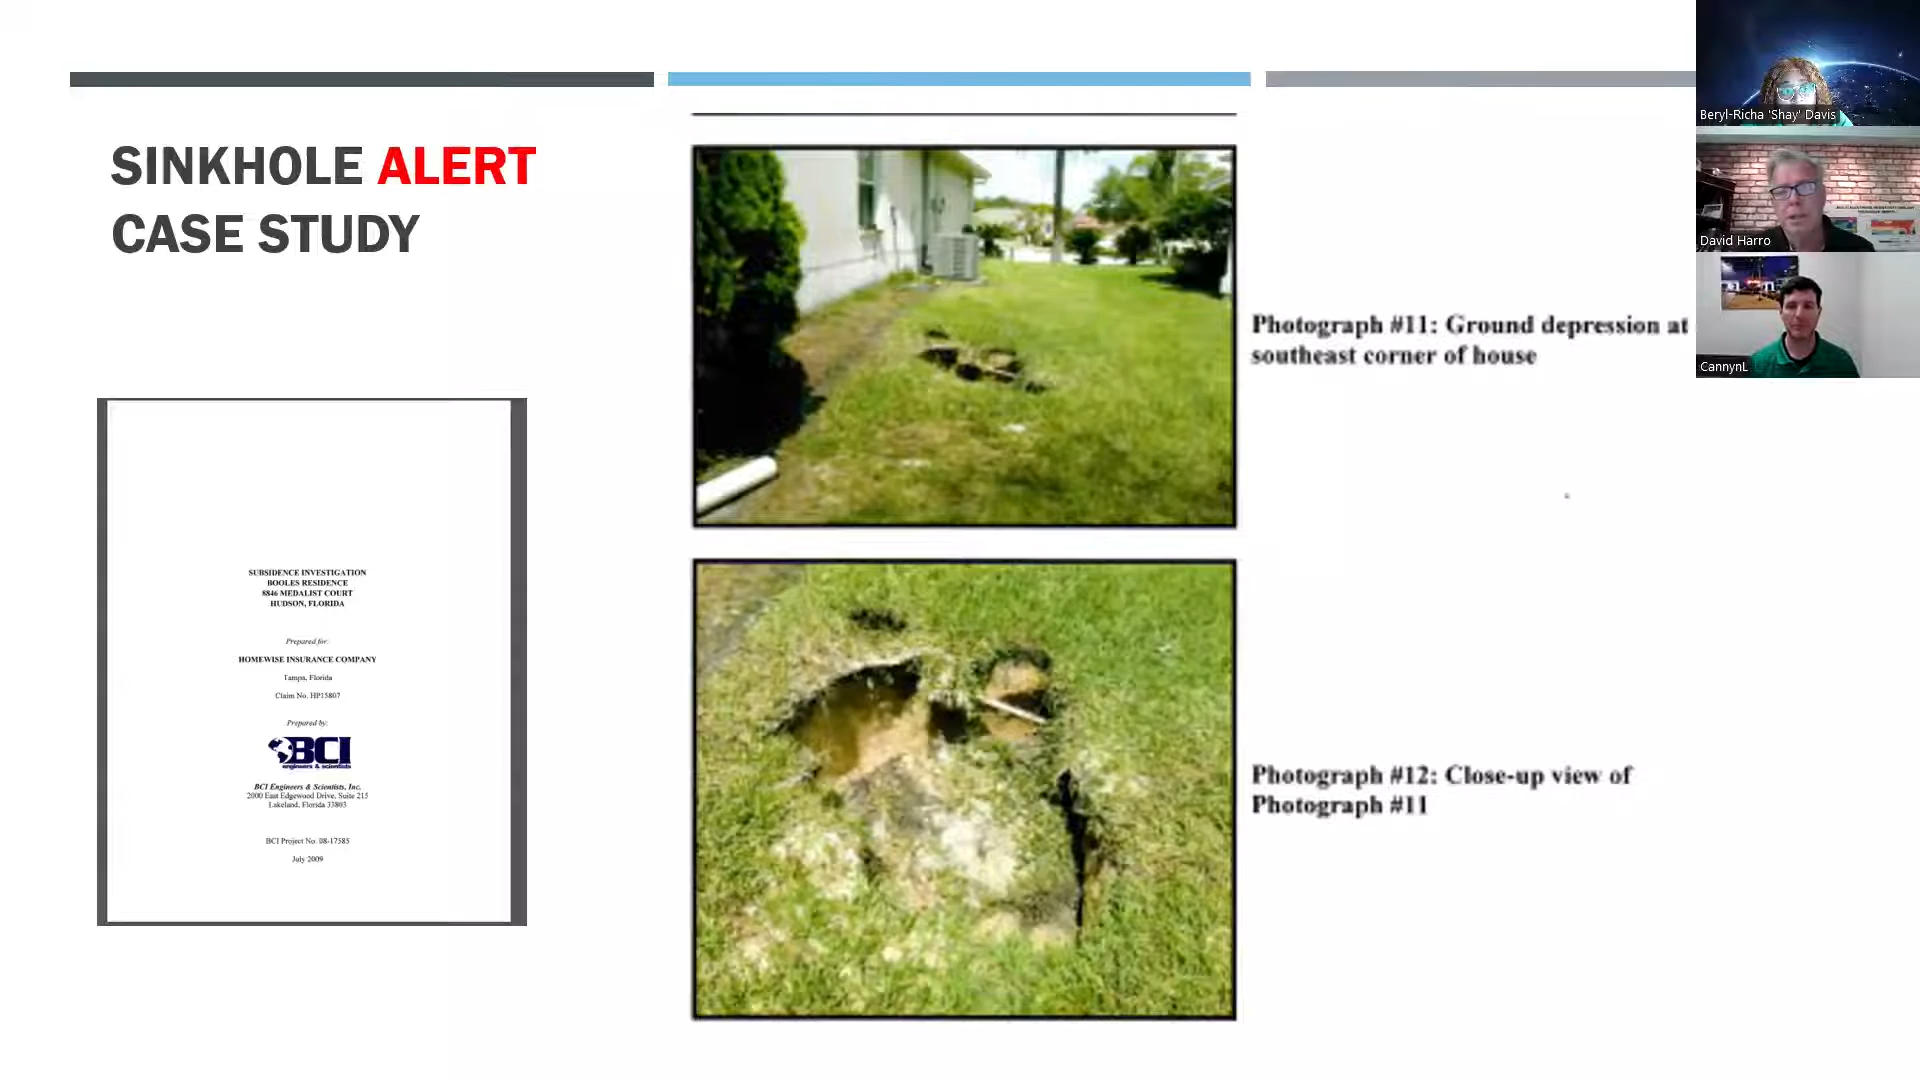 SINKHOLE ALERT
CASE STUDY
SUBSIDENCE INVESTIGATION
BOOLES RESIDENCE
8846 MEDALIST COURT
HUDSON, FLORIDA
Prepared for:
HOMEWISE INSURANCE COMPANY
Tampa, Florida
Claim No. HP15807
Prepared by:
BCI
engineers & scientists
BCI Engineers & Scientists, Inc.
2000 East Edgewood Drive, Suite 215
Lakeland, Florida 33803
BCI Project No. 08-17585
July 2009
Photograph #11: Ground depression at
southeast corner of house
Photograph #12: Close-up view of
Photograph #11
Beryl-Richa 'Shay' Davis
David Harro
CannynL